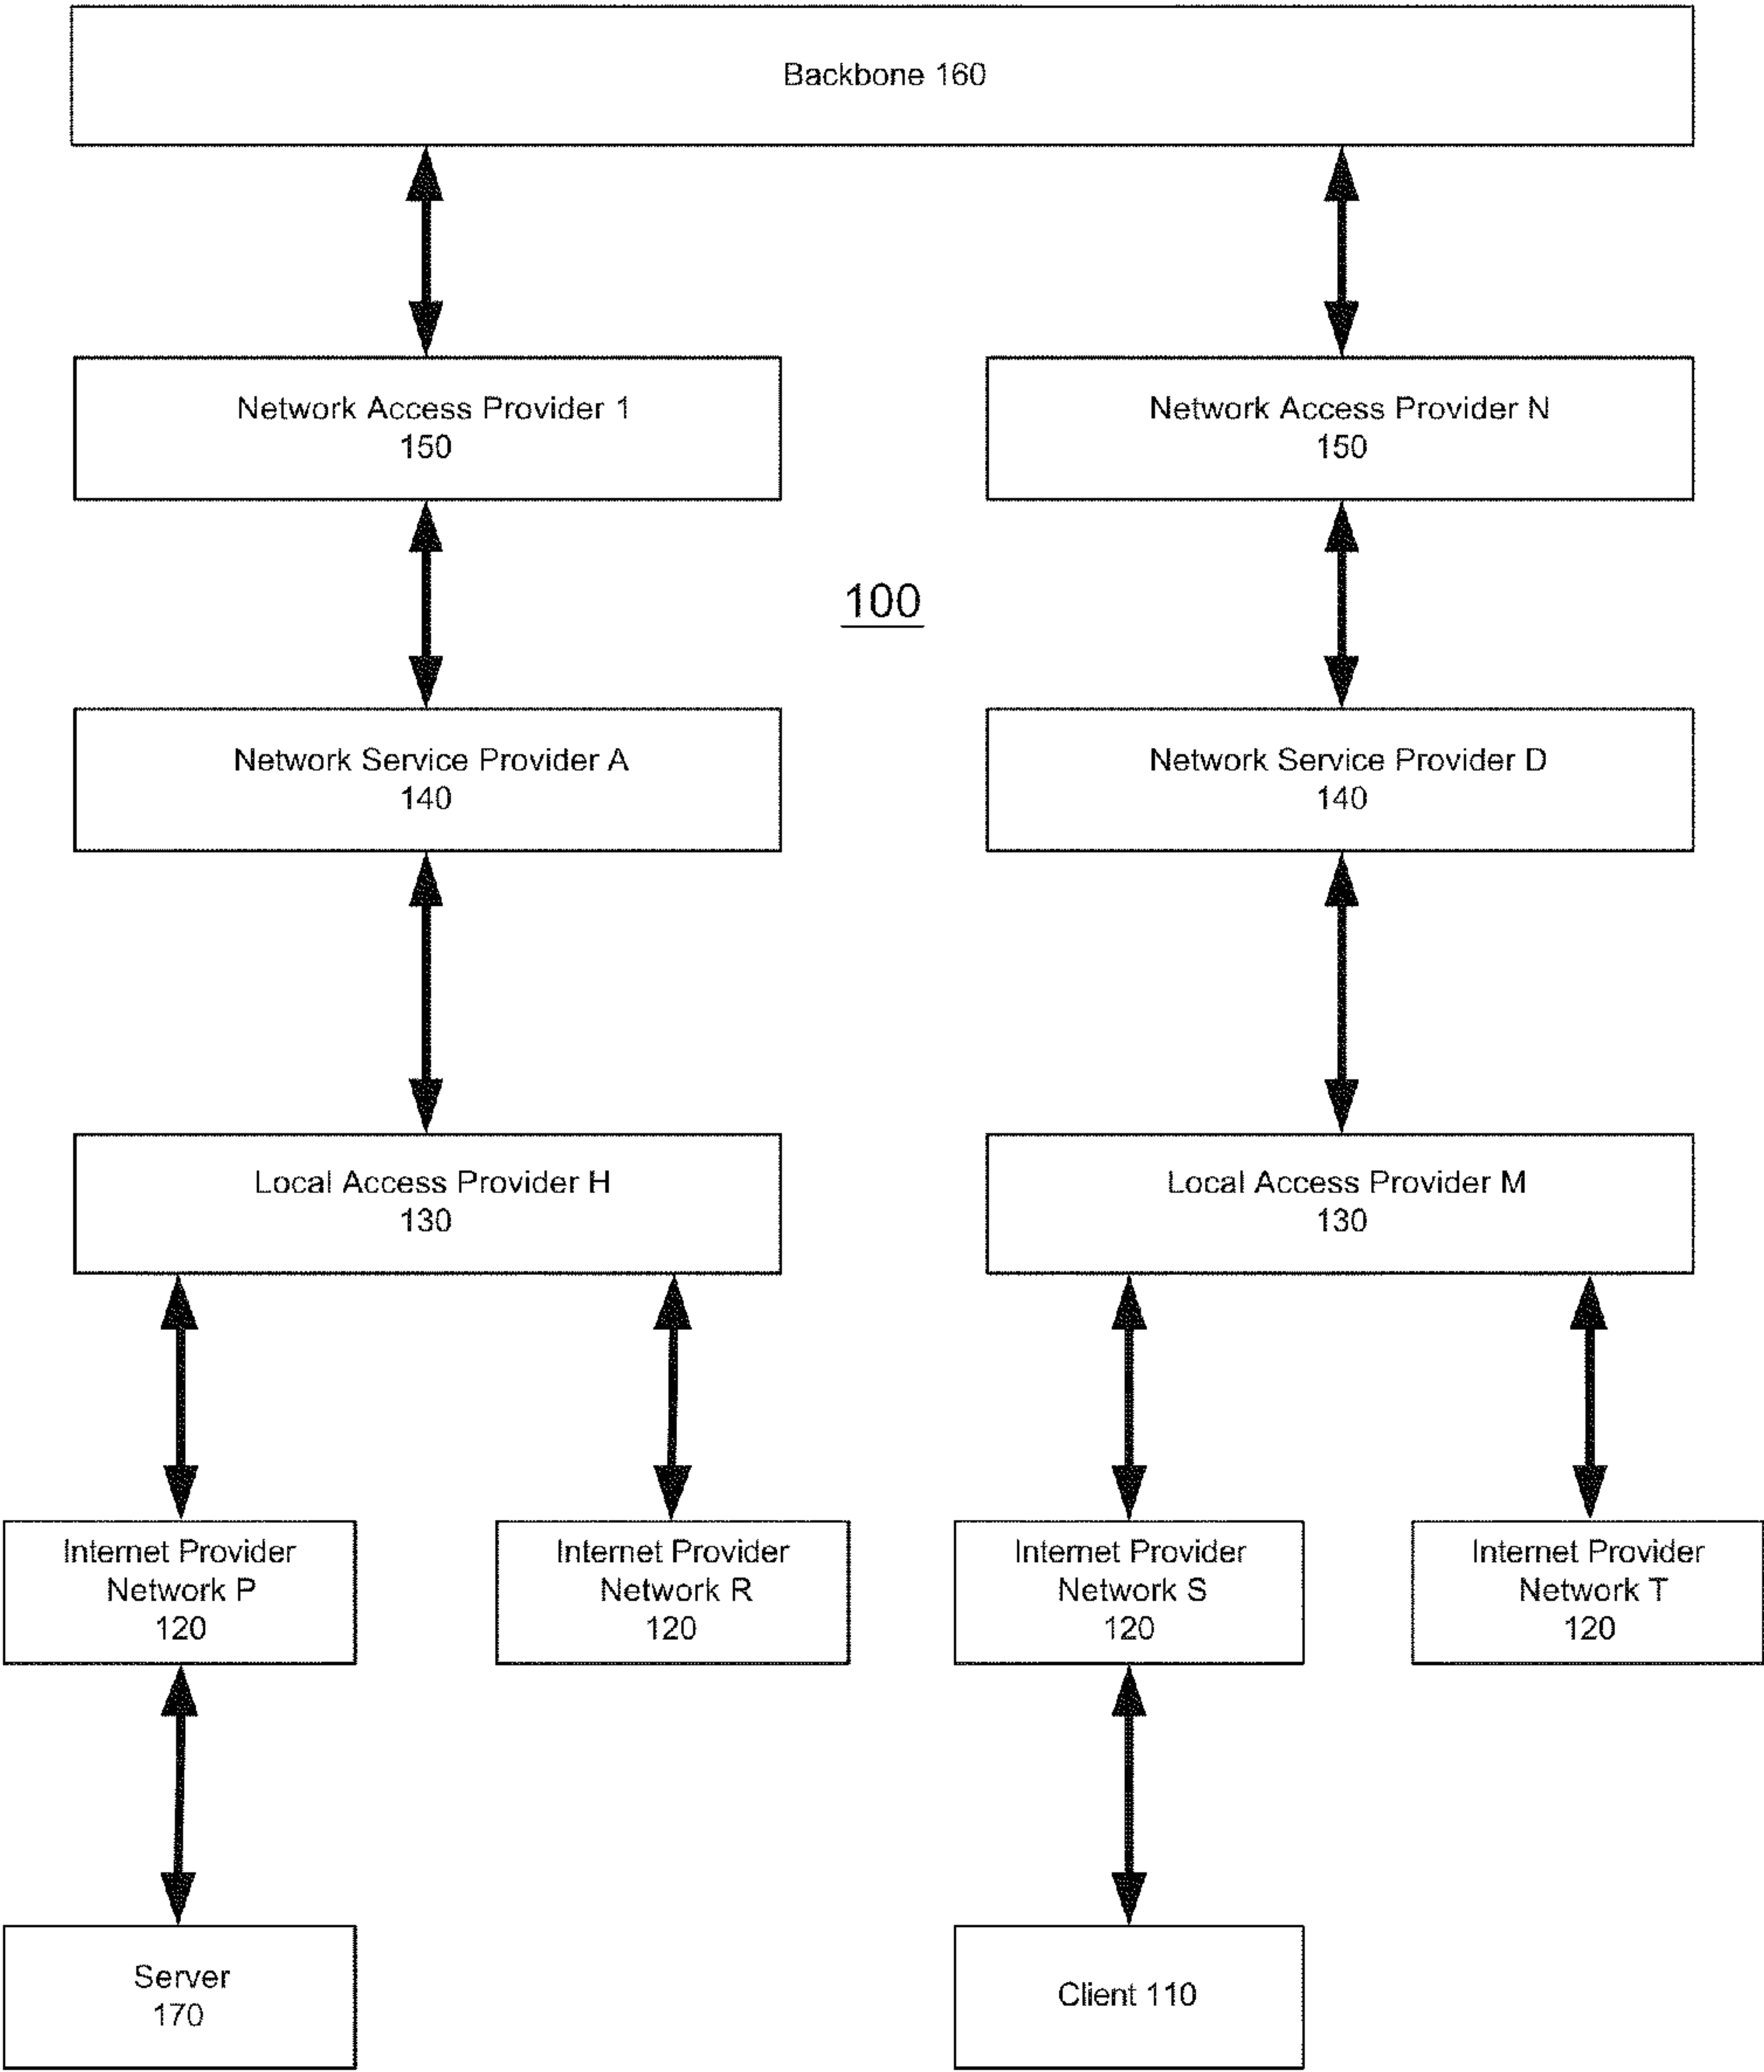 Backbone 160
Network Access Provider 1
150
Network Access Provider N
150
100
Network Service Provider A
140
Network Service Provider D
140
Local Access Provider H
130
Local Access Provider M
130
Internet Provider
Network P
120
Internet Provider
Network R
120
Internet Provider
Network S
120
Internet Provider
Network T
120
Server
170
Client 110